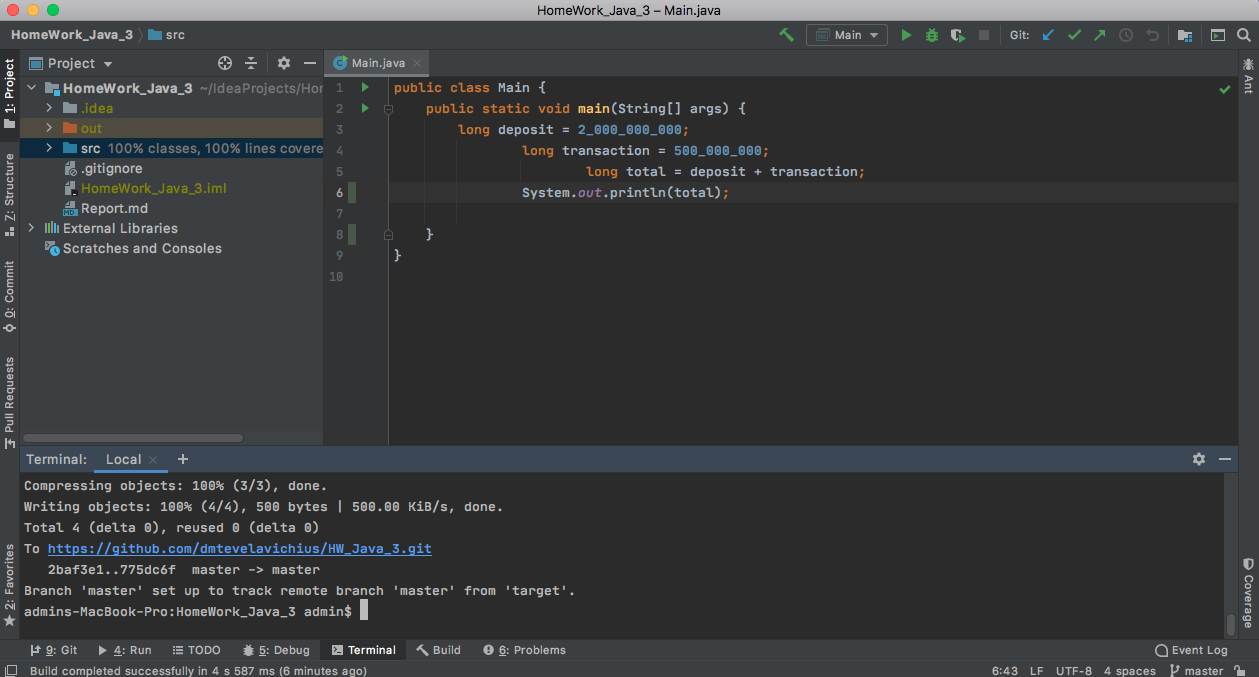 HomeWork_Java_3 – Main.java
HomeWork_Java_3 src Main Git:
1: Project
Project
Main.java
HomeWork_Java_3 ~/IdeaProjects/Hor
.idea
out
src 100% classes, 100% lines covere
.gitignore
HomeWork_Java_3.iml
Report.md
External Libraries
Scratches and Consoles
1 public class Main {
2 public static void main(String[] args) {
3 long deposit = 2_000_000_000;
4 long transaction = 500_000_000;
5 long total = deposit + transaction;
6 System.out.println(total);
7
8 }
9 }
10
Z: Structure
0: Commit
Pull Requests
2: Favorites
Ant
Coverage
Terminal: Local
Compressing objects: 100% (3/3), done.
Writing objects: 100% (4/4), 500 bytes | 500.00 KiB/s, done.
Total 4 (delta 0), reused 0 (delta 0)
To https://github.com/dmtevelavichius/HW_Java_3.git
2baf3e1..775dc6f master -> master
Branch 'master' set up to track remote branch 'master' from 'target'.
admins-MacBook-Pro:HomeWork_Java_3 admin$
9: Git 4: Run TODO 5: Debug Terminal Build 6: Problems Event Log
Build completed successfully in 4 s 587 ms (6 minutes ago) 6:43 LF UTF-8 4 spaces master